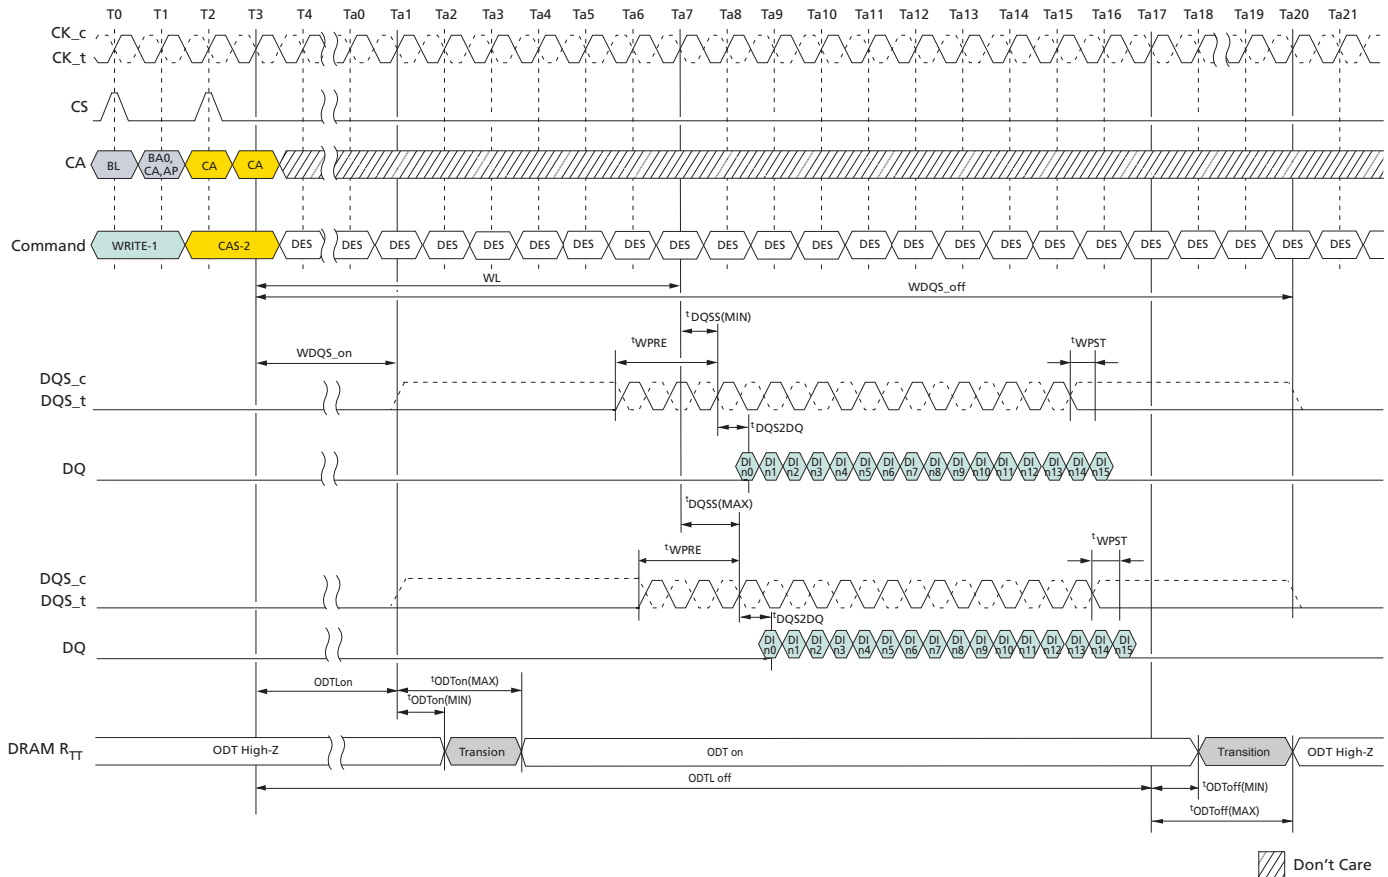 T0 T1 T2 T3 T4 Ta0 Ta1 Ta2 Ta3 Ta4 Ta5 Ta6 Ta7 Ta8 Ta9 Ta10 Ta11 Ta12 Ta13 Ta14 Ta15 Ta16 Ta17 Ta18 Ta19 Ta20 Ta21
CK_c
CK_t
CS
CA BL BA0, CA, AP CA CA
Command WRITE-1 CAS-2 DES DES DES DES DES DES DES DES DES DES DES DES DES DES DES DES DES DES DES DES DES DES DES
WL
WDQS_off
tDQSS(MIN)
WDQS_on tWPRE tWPST
DQS_c
DQS_t
tDQS2DQ
DQ DI n0 DI n1 DI n2 DI n3 DI n4 DI n5 DI n6 DI n7 DI n8 DI n9 DI n10 DI n11 DI n12 DI n13 DI n14 DI n15
tDQSS(MAX)
tWPRE tWPST
DQS_c
DQS_t
tDQS2DQ
DQ DI n0 DI n1 DI n2 DI n3 DI n4 DI n5 DI n6 DI n7 DI n8 DI n9 DI n10 DI n11 DI n12 DI n13 DI n14 DI n15
ODTLon tODTon(MAX)
tODTon(MIN)
DRAM RTT ODT High-Z Transion ODT on Transition ODT High-Z
ODTL off tODToff(MIN)
tODToff(MAX)
Don't Care